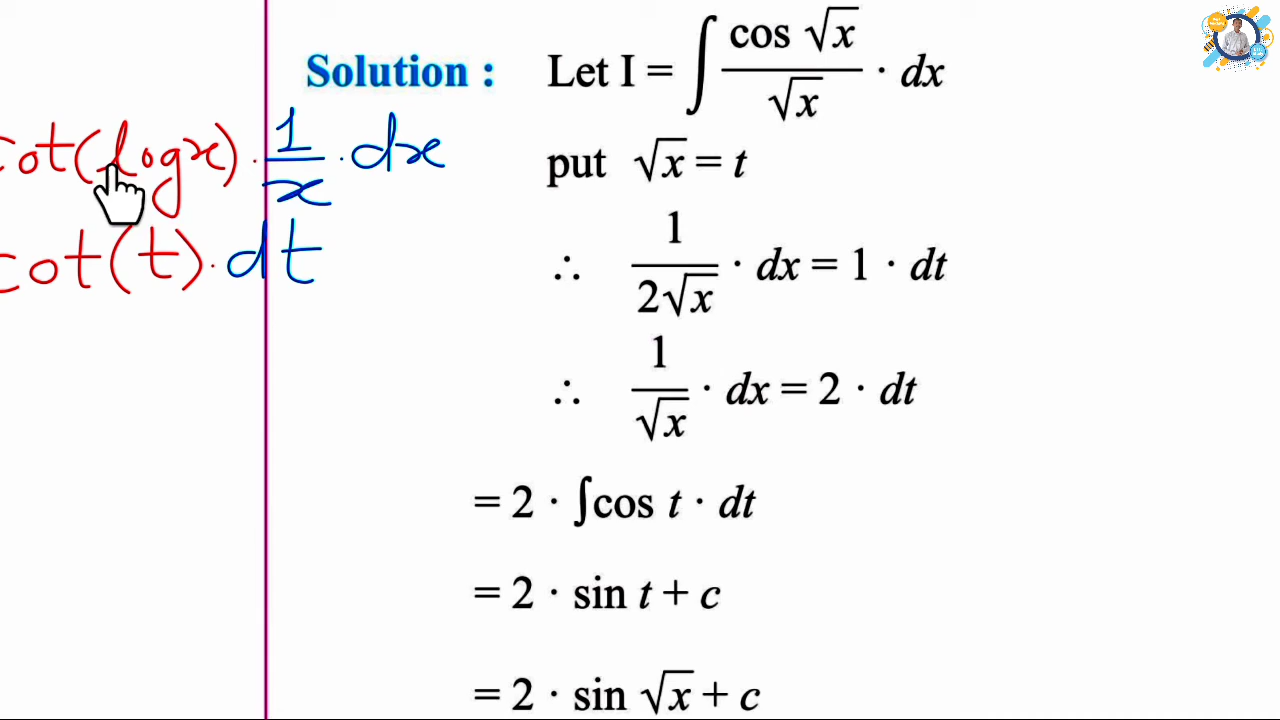 cot(logx) · 1/x · dx
cot(t) · dt
Solution : Let I = ∫ cos √x / √x · dx
put √x = t
∴ 1 / 2√x · dx = 1 · dt
∴ 1 / √x · dx = 2 · dt
= 2 · ∫cos t · dt
= 2 · sin t + c
= 2 · sin √x + c